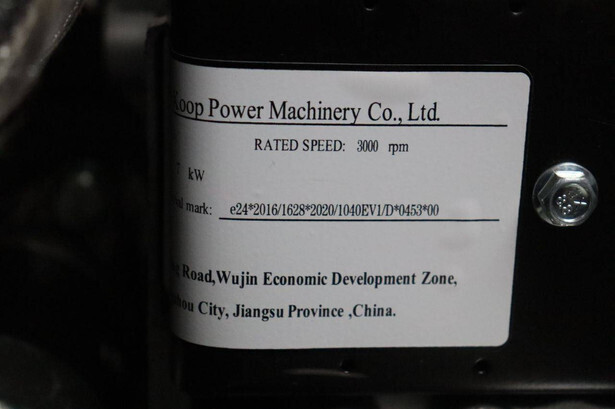 Koop Power Machinery Co., Ltd.
RATED SPEED: 3000 rpm
kW
mark: e24*2016/1628*2020/1040EV1/D*0453*00
Road,Wujin Economic Development Zone,
City, Jiangsu Province ,China.